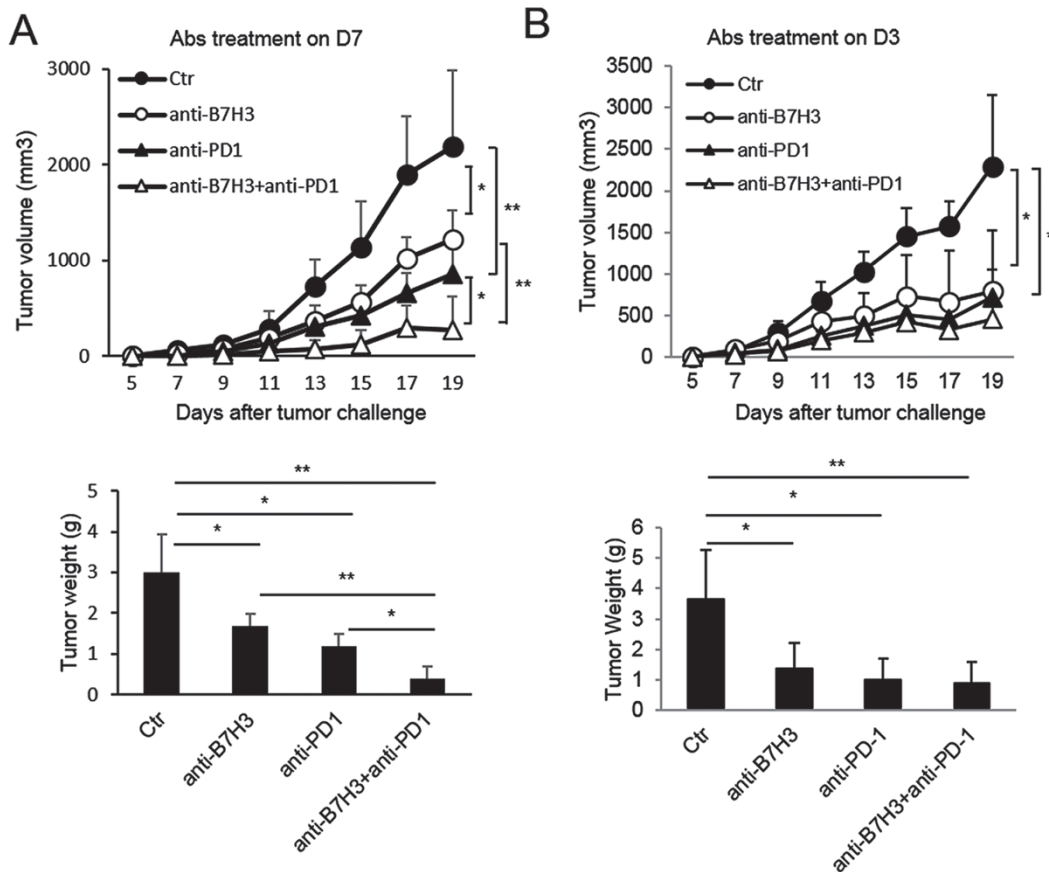 A
Abs treatment on D7
Tumor volume (mm3)
3000
2000
1000
0
Ctr
anti-B7H3
anti-PD1
anti-B7H3+anti-PD1
*
**
*
**
5 7 9 11 13 15 17 19
Days after tumor challenge
B
Abs treatment on D3
Tumor volume (mm3)
3500
3000
2500
2000
1500
1000
500
0
Ctr
anti-B7H3
anti-PD1
anti-B7H3+anti-PD1
*
5 7 9 11 13 15 17 19
Days after tumor challenge
Tumor weight (g)
5
4
3
2
1
0
**
*
*
**
*
Ctr
anti-B7H3
anti-PD1
anti-B7H3+anti-PD1
Tumor Weight (g)
6
5
4
3
2
1
0
**
*
*
Ctr
anti-B7H3
anti-PD-1
anti-B7H3+anti-PD-1